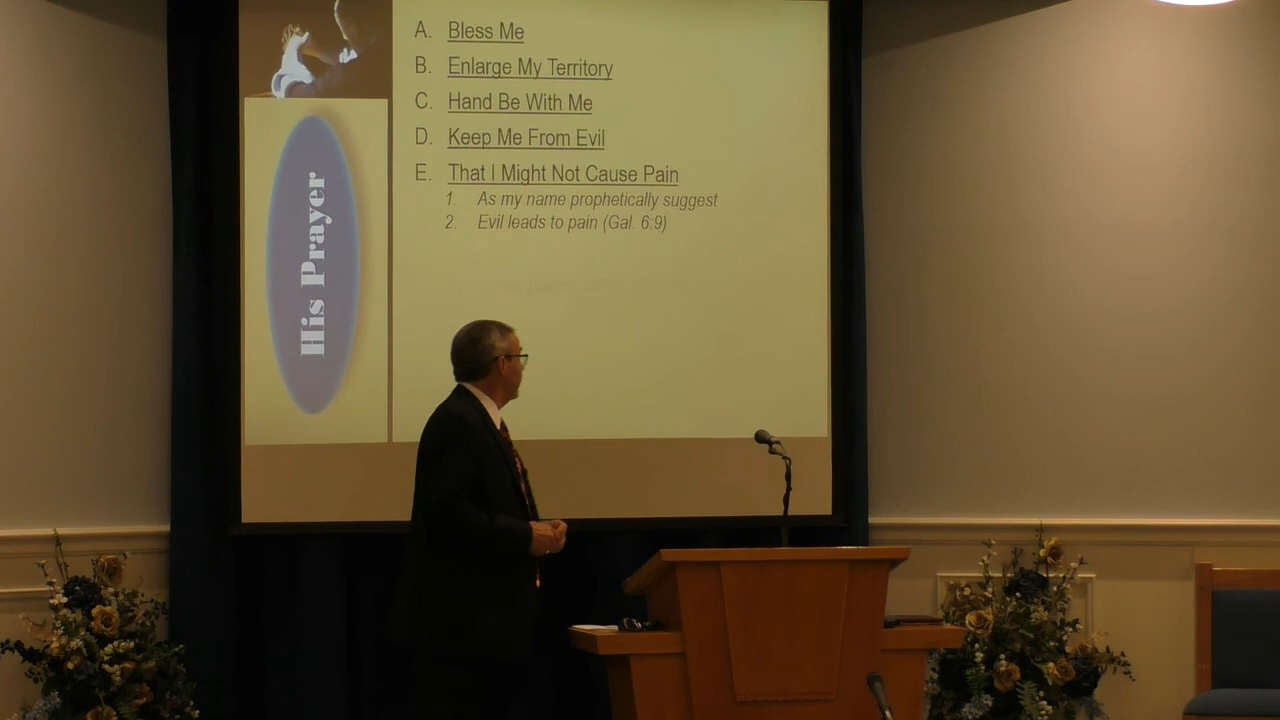 A. Bless Me
B. Enlarge My Territory
C. Hand Be With Me
D. Keep Me From Evil
E. That I Might Not Cause Pain
1. As my name prophetically suggest
2. Evil leads to pain (Gal. 6:9)
His Prayer